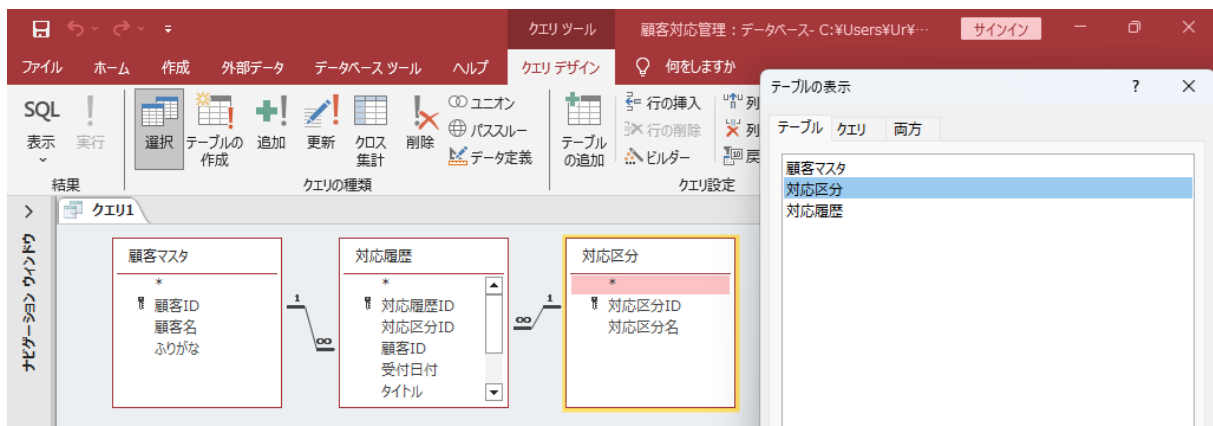 クエリ ツール
顧客対応管理：データベース- C:¥Users¥Ur¥…
サインイン
ファイル ホーム 作成 外部データ データベース ツール ヘルプ クエリ デザイン 何をしますか
SQL
表示
実行
結果
選択
テーブルの
作成
追加
更新
クロス
集計
削除
ユニオン
パススルー
データ定義
クエリの種類
テーブル
の追加
行の挿入
行の削除
ビルダー
列
列
戻
クエリ設定
ナビゲーション ウィンドウ
クエリ1
顧客マスタ
*
顧客ID
顧客名
ふりがな
1
∞
対応履歴
*
対応履歴ID
対応区分ID
顧客ID
受付日付
タイトル
∞
1
対応区分
*
対応区分ID
対応区分名
テーブルの表示
?
テーブル クエリ 両方
顧客マスタ
対応区分
対応履歴